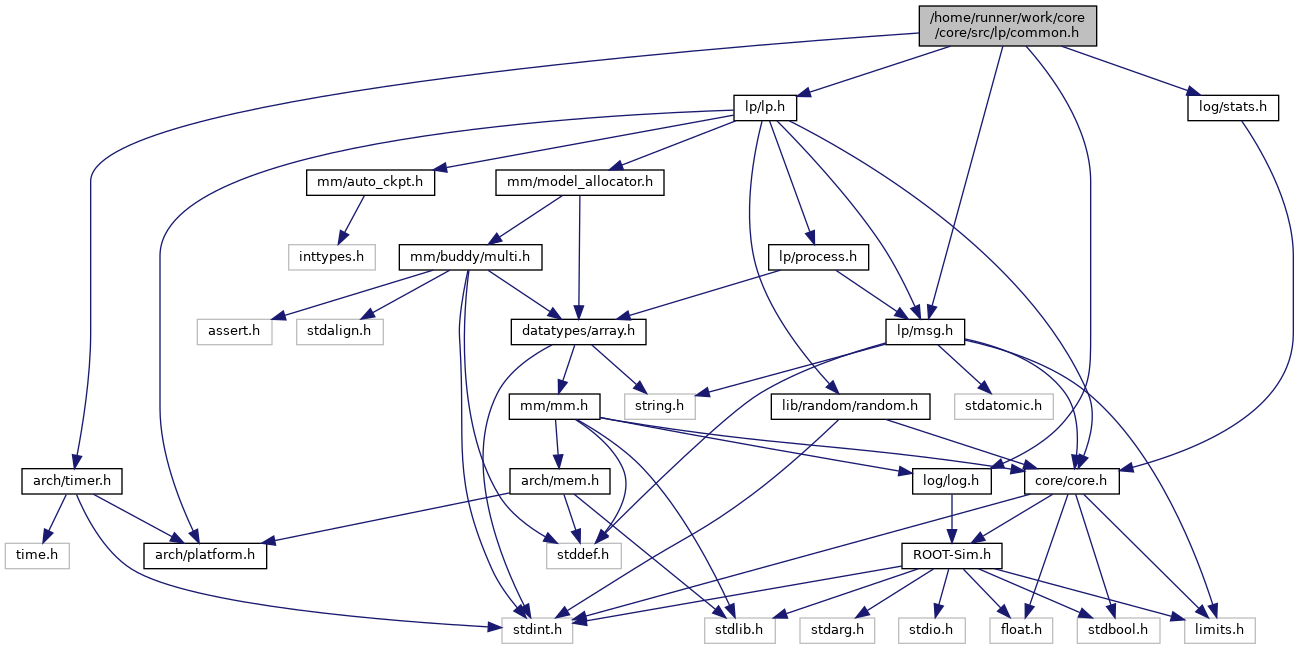 /home/runner/work/core
/core/src/lp/common.h
lp/lp.h
log/stats.h
mm/auto_ckpt.h
mm/model_allocator.h
inttypes.h
mm/buddy/multi.h
lp/process.h
assert.h
stdalign.h
datatypes/array.h
lp/msg.h
mm/mm.h
string.h
lib/random/random.h
stdatomic.h
arch/timer.h
arch/mem.h
log/log.h
core/core.h
time.h
arch/platform.h
stddef.h
ROOT-Sim.h
stdint.h
stdlib.h
stdarg.h
stdio.h
float.h
stdbool.h
limits.h